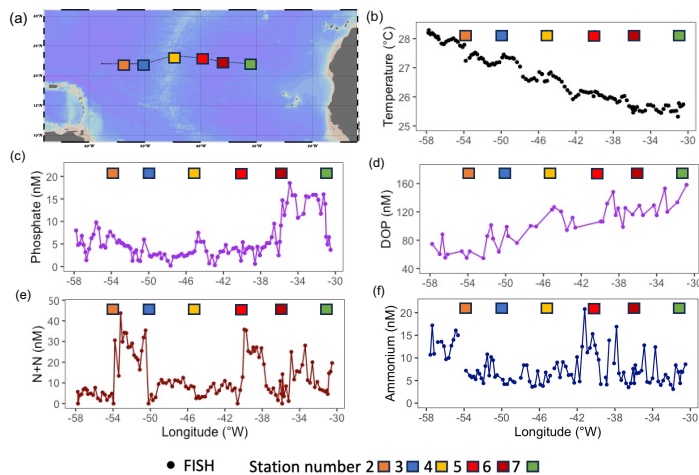 (a)
(b)
Temperature (°C)
28
27
26
25
-58 -54 -50 -46 -42 -38 -34 -30
(c)
Phosphate (nM)
20
15
10
5
0
-58 -54 -50 -46 -42 -38 -34 -30
(d)
DOP (nM)
160
120
80
40
-58 -54 -50 -46 -42 -38 -34 -30
(e)
N+N (nM)
50
40
30
20
10
0
-58 -54 -50 -46 -42 -38 -34 -30
Longitude (°W)
(f)
Ammonium (nM)
20
15
10
5
0
-58 -54 -50 -46 -42 -38 -34 -30
Longitude (°W)
FISH Station number 2 3 4 5 6 7